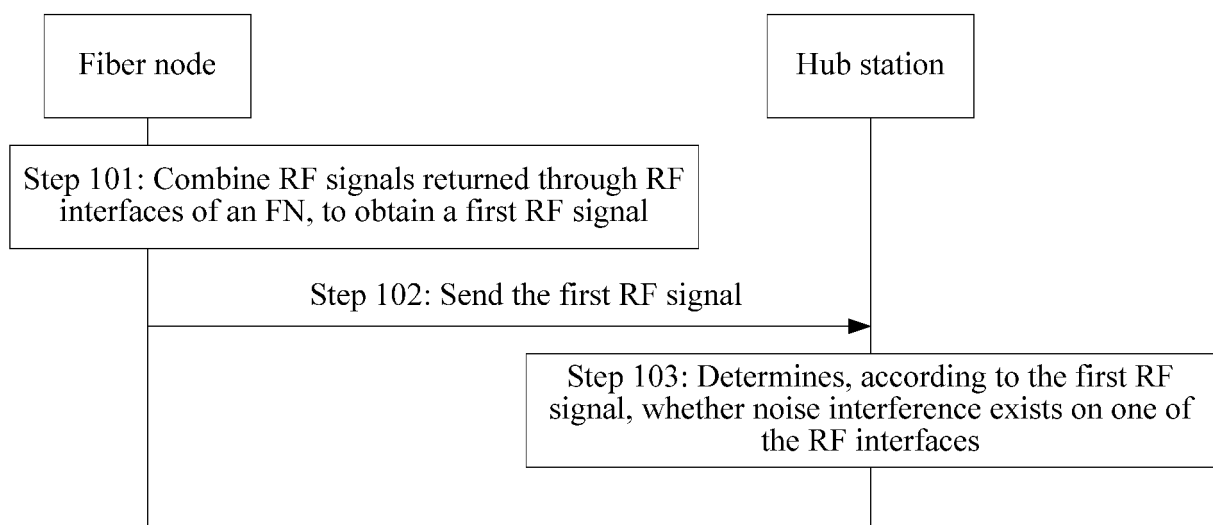 Fiber node
Hub station
Step 101: Combine RF signals returned through RF
interfaces of an FN, to obtain a first RF signal
Step 102: Send the first RF signal
Step 103: Determines, according to the first RF
signal, whether noise interference exists on one of
the RF interfaces